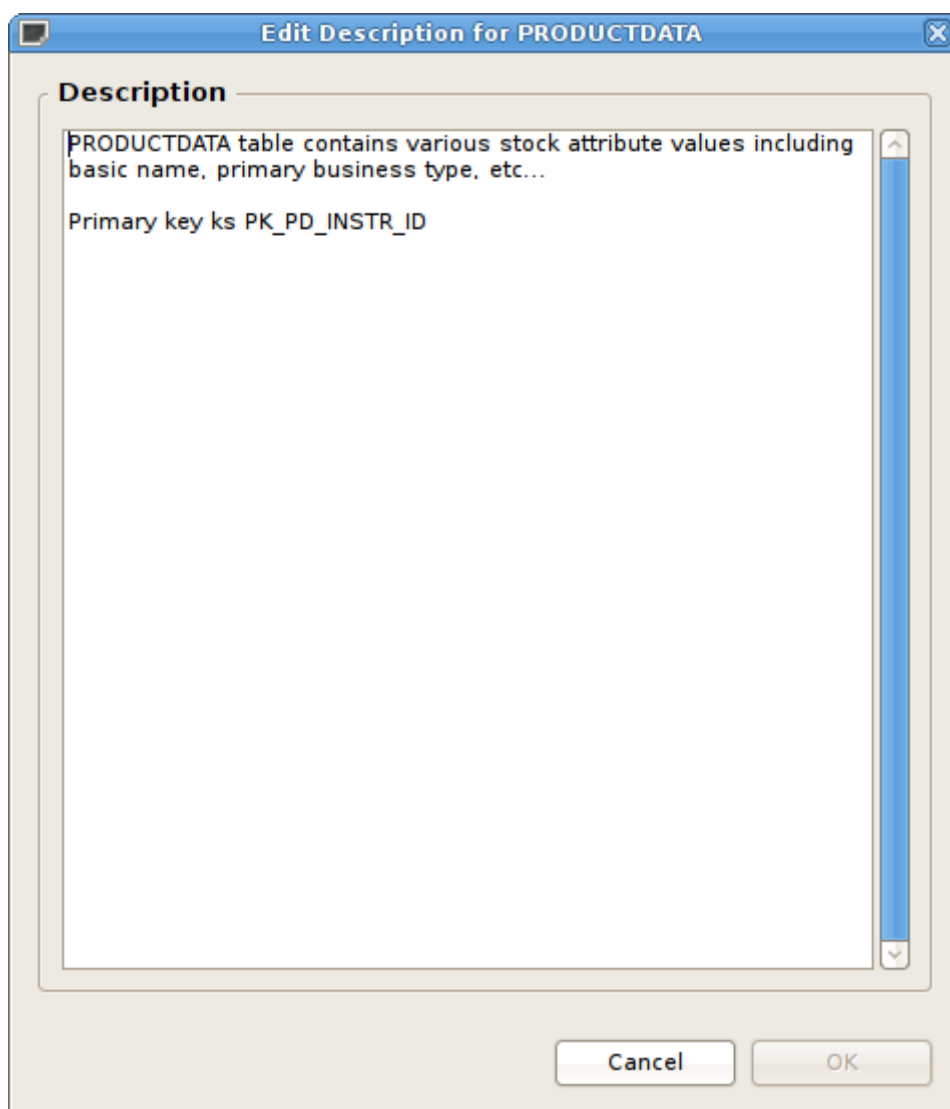 Edit Description for PRODUCTDATA
Description
PRODUCTDATA table contains various stock attribute values including
basic name, primary business type, etc...
Primary key ks PK_PD_INSTR_ID
Cancel
OK